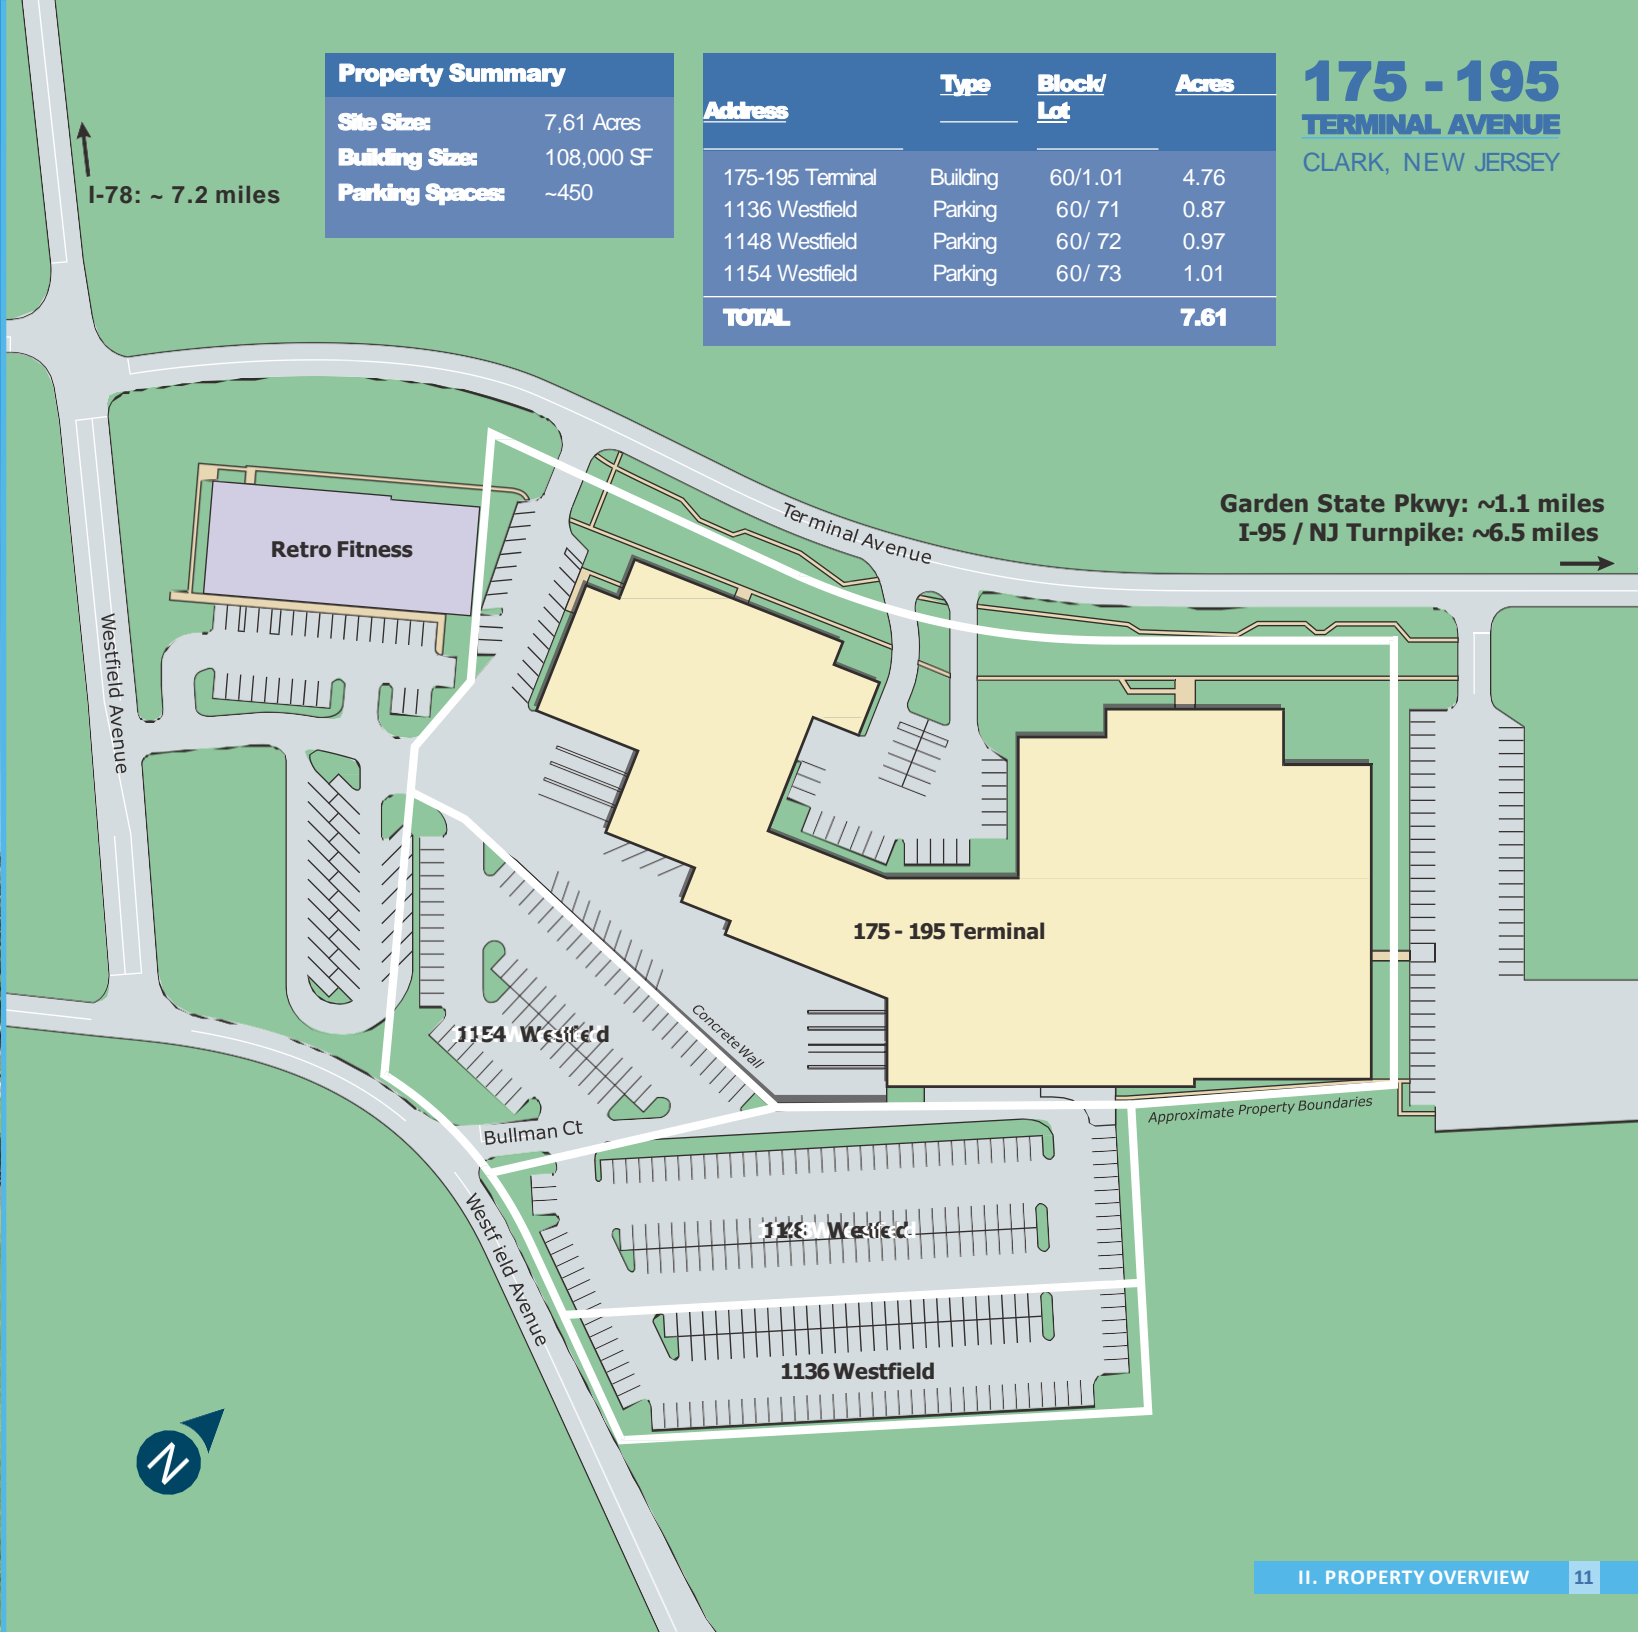 Property Summary
Site Size: 7,61 Acres
Building Size: 108,000 SF
Parking Spaces: ~450
Address Type Block/ Lot Acres
175-195 Terminal Building 60/1.01 4.76
1136 Westfield Parking 60/ 71 0.87
1148 Westfield Parking 60/ 72 0.97
1154 Westfield Parking 60/ 73 1.01
TOTAL 7.61
175 - 195
TERMINAL AVENUE
CLARK, NEW JERSEY
I-78: ~ 7.2 miles
Garden State Pkwy: ~1.1 miles
I-95 / NJ Turnpike: ~6.5 miles
Terminal Avenue
Retro Fitness
Westfield Avenue
175 - 195 Terminal
Concrete Wall
1154 Westfield
Approximate Property Boundaries
Bullman Ct
Westfield Avenue
1148 Westfield
1136 Westfield
N
II. PROPERTY OVERVIEW 11